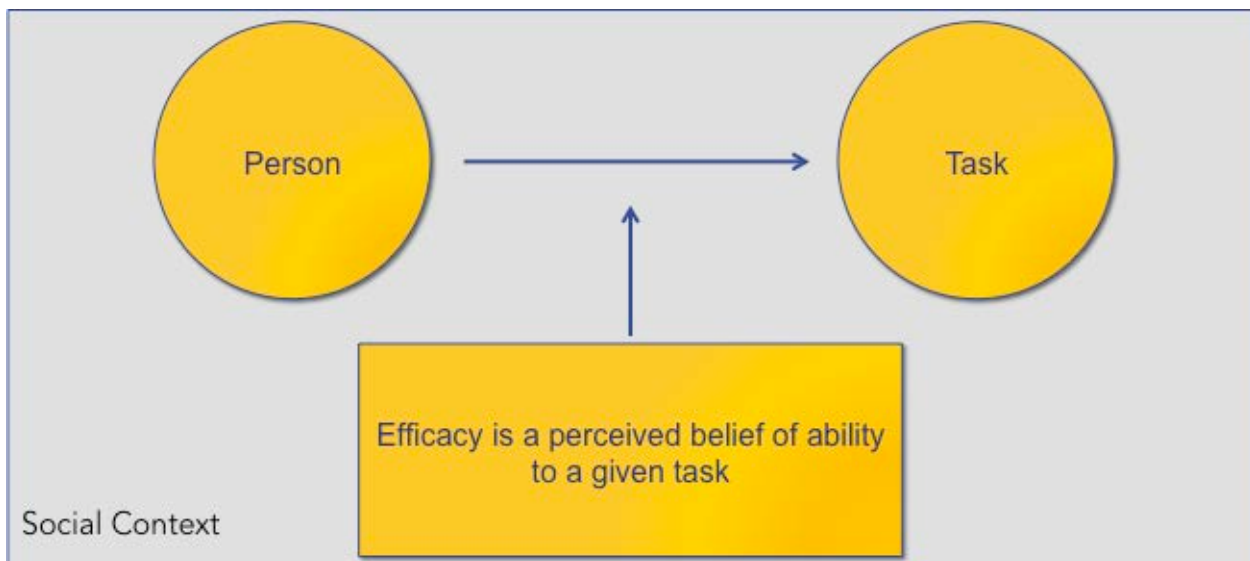 Person
Task
Efficacy is a perceived belief of ability
to a given task
Social Context